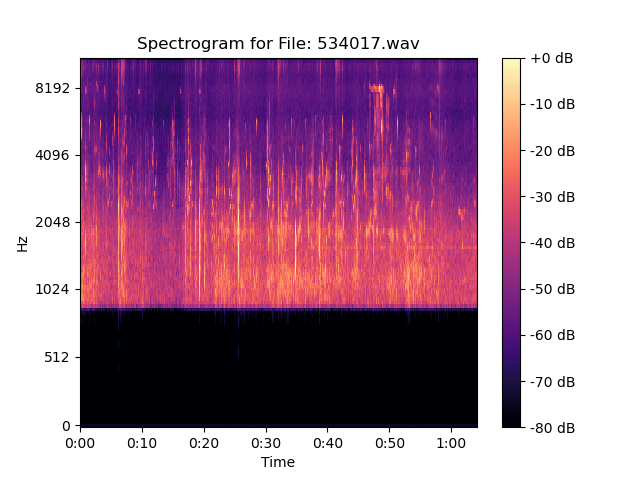 Spectrogram for File: 534017.wav
+0 dB
8192
-10 dB
4096
-20 dB
-30 dB
2048
Hz
-40 dB
1024
-50 dB
-60 dB
512
-70 dB
0
-80 dB
0:00 0:10 0:20 0:30 0:40 0:50 1:00
Time